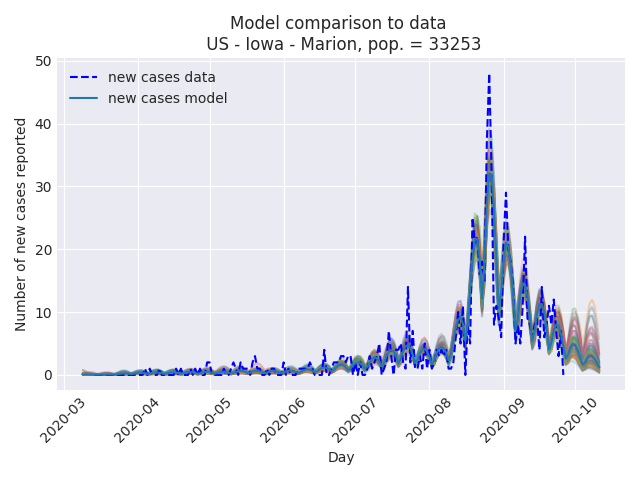 Model comparison to data
US - Iowa - Marion, pop. = 33253
new cases data
new cases model
Number of new cases reported
50
40
30
20
10
0
2020-03
2020-04
2020-05
2020-06
2020-07
2020-08
2020-09
2020-10
Day